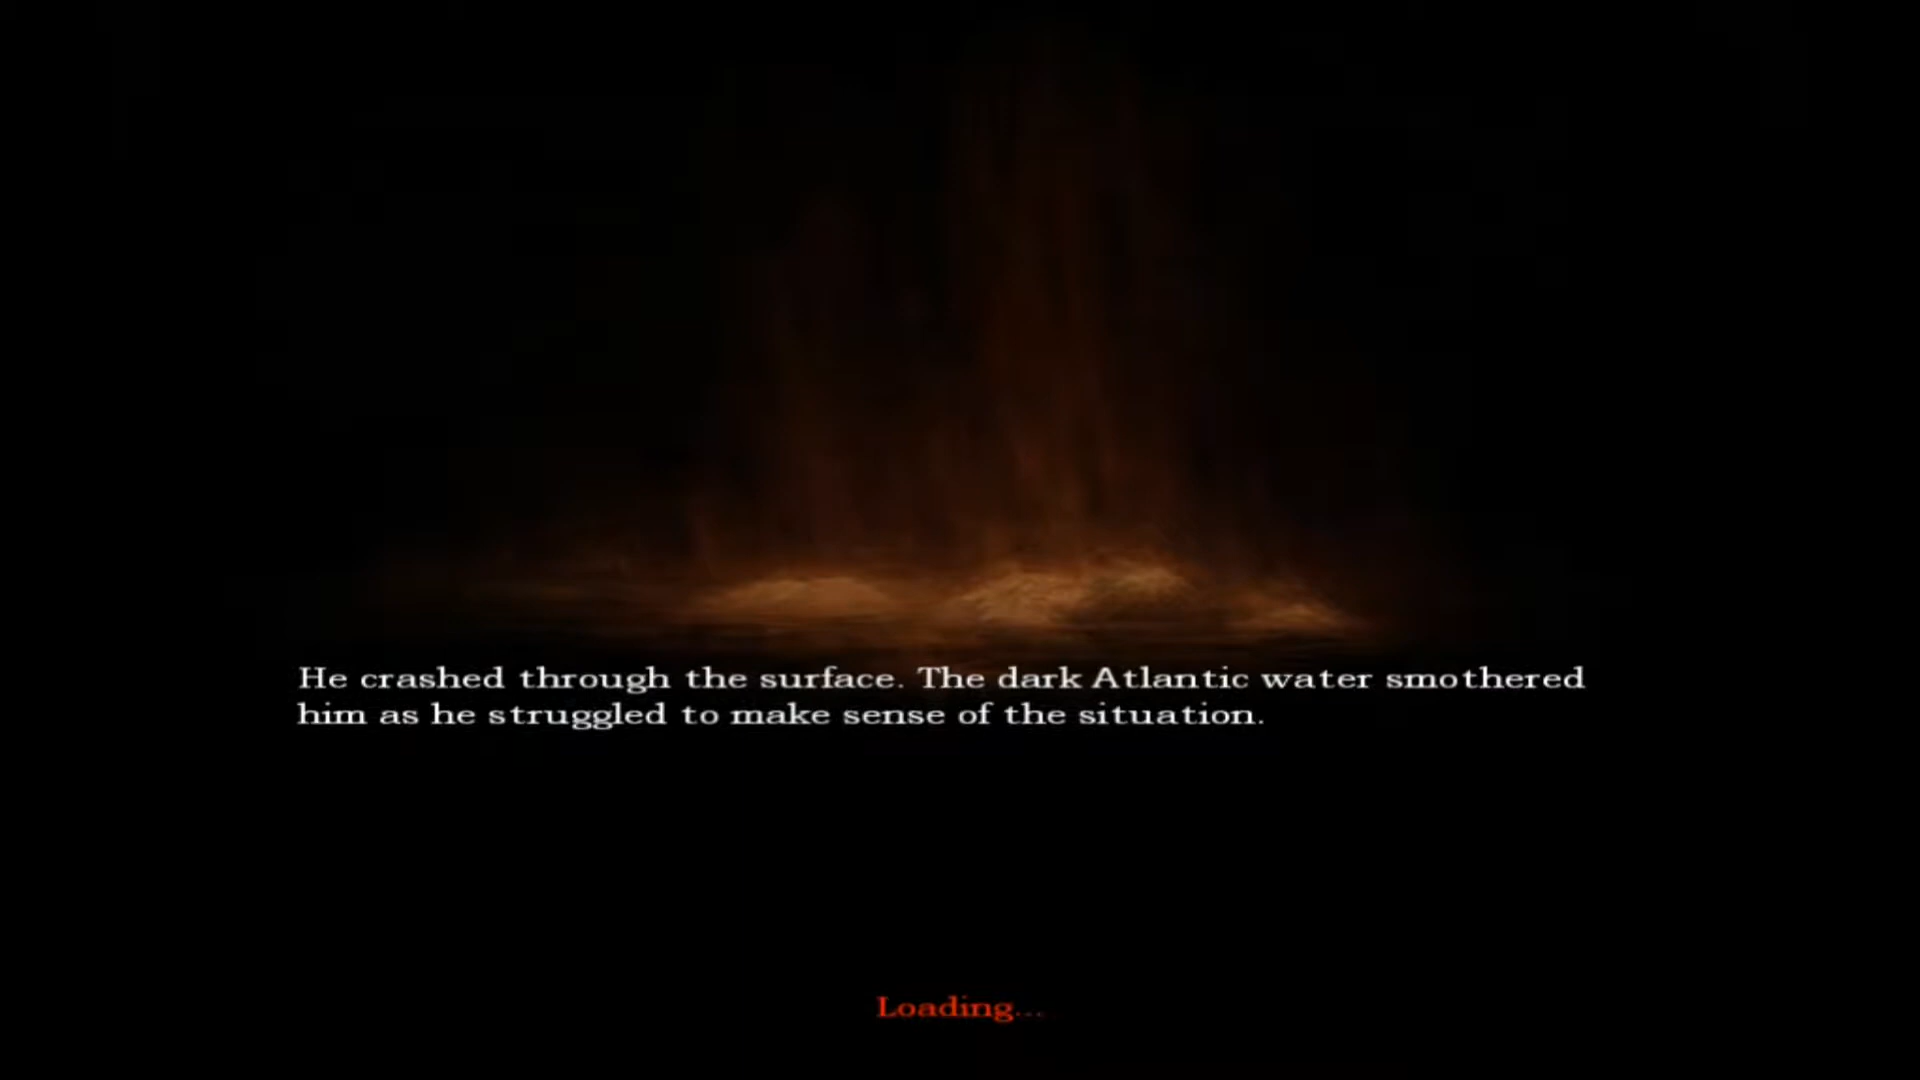 He crashed through the surface. The dark Atlantic water smothered
him as he struggled to make sense of the situation.
Loading...